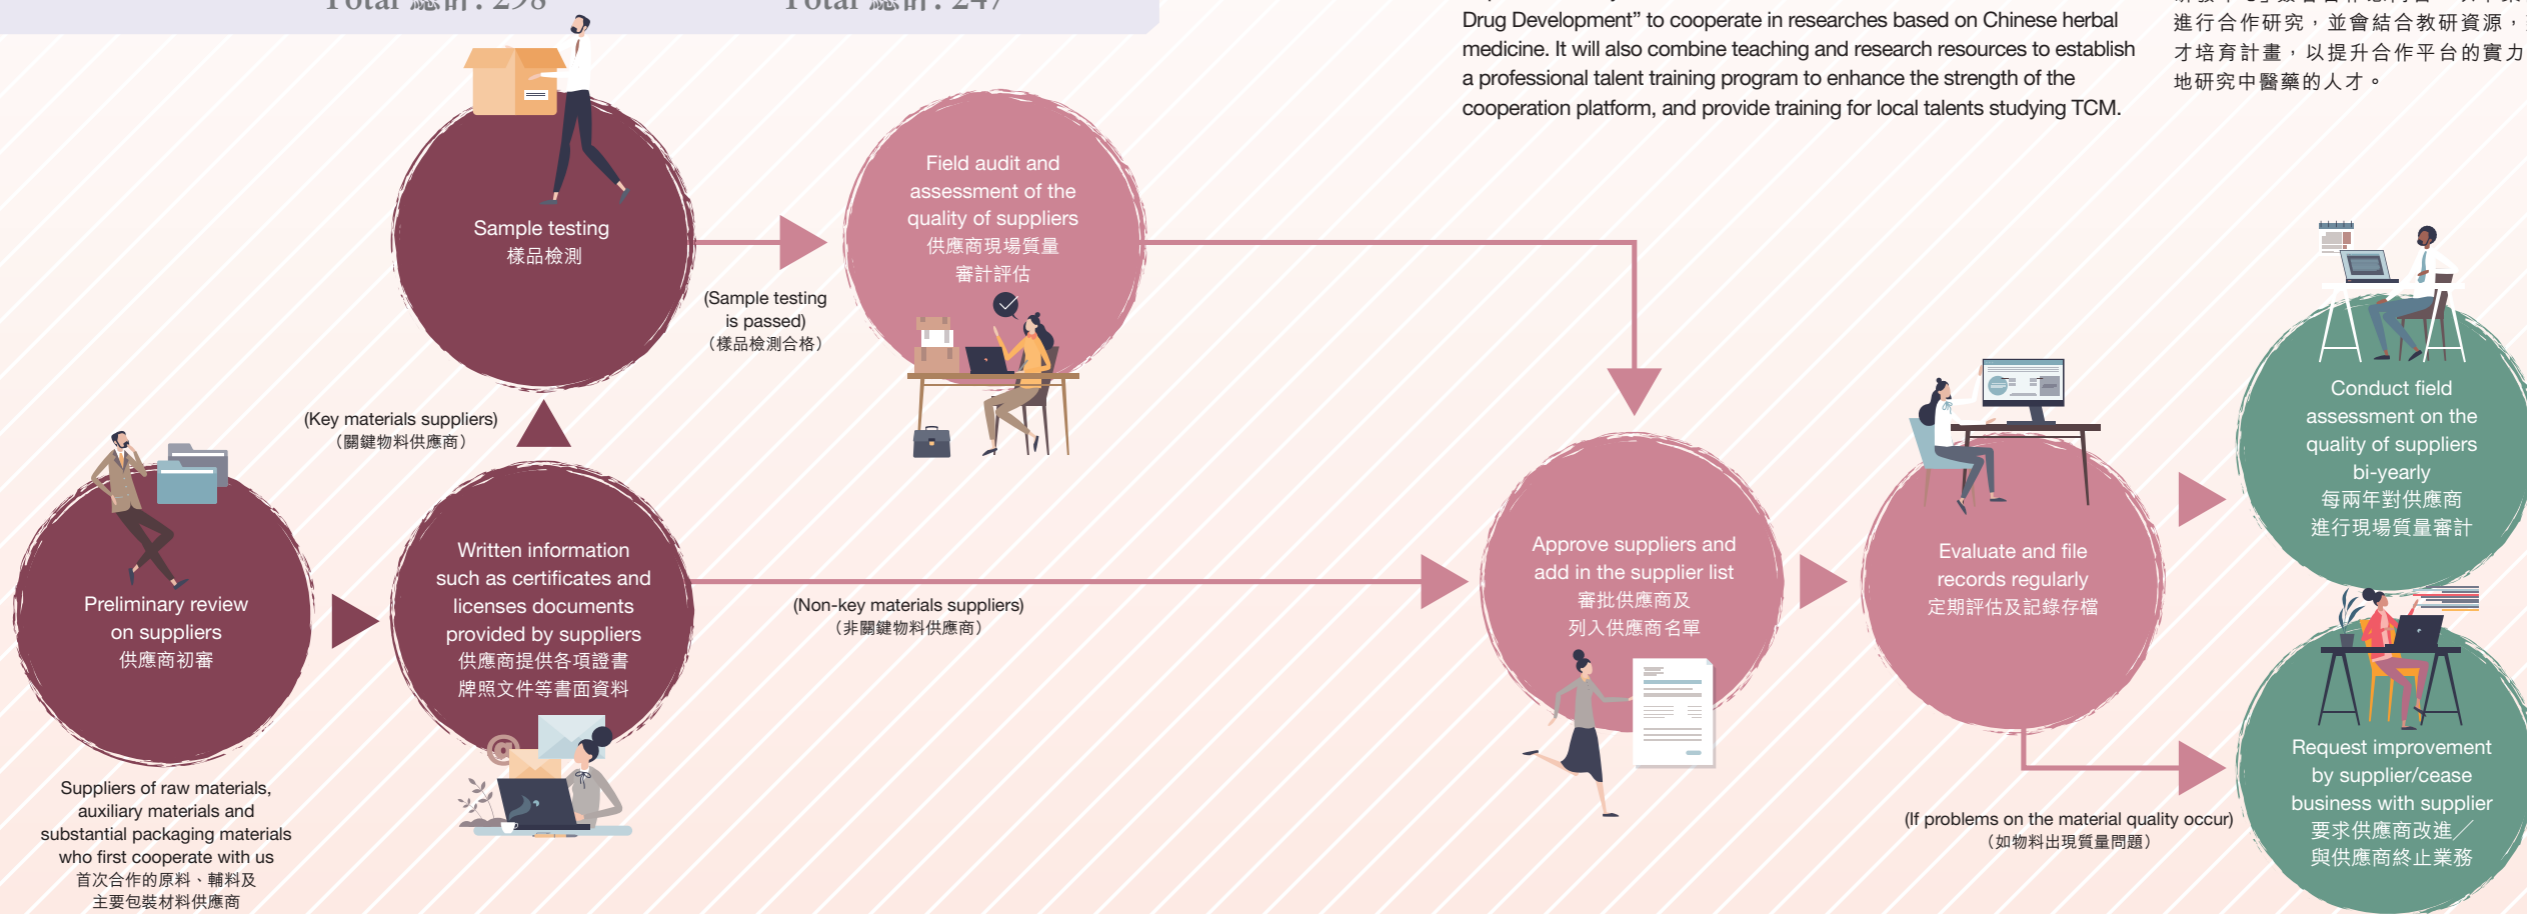 Total 總計: 298
Total 總計: 247
Drug Development” to cooperate in researches based on Chinese herbal
medicine. It will also combine teaching and research resources to establish
a professional talent training program to enhance the strength of the
cooperation platform, and provide training for local talents studying TCM.
進行合作研究，並會結合教研資源，
才培育計畫，以提升合作平台的實力
地研究中醫藥的人才。
Preliminary review
on suppliers
供應商初審
Suppliers of raw materials,
auxiliary materials and
substantial packaging materials
who first cooperate with us
首次合作的原料、輔料及
主要包裝材料供應商
Written information
such as certificates and
licenses documents
provided by suppliers
供應商提供各項證書
牌照文件等書面資料
@
(Key materials suppliers)
（關鍵物料供應商）
Sample testing
樣品檢測
(Sample testing
is passed)
（樣品檢測合格）
Field audit and
assessment of the
quality of suppliers
供應商現場質量
審計評估
(Non-key materials suppliers)
（非關鍵物料供應商）
Approve suppliers and
add in the supplier list
審批供應商及
列入供應商名單
Evaluate and file
records regularly
定期評估及記錄存檔
Conduct field
assessment on the
quality of suppliers
bi-yearly
每兩年對供應商
進行現場質量審計
(If problems on the material quality occur)
（如物料出現質量問題）
Request improvement
by supplier/cease
business with supplier
要求供應商改進／
與供應商終止業務